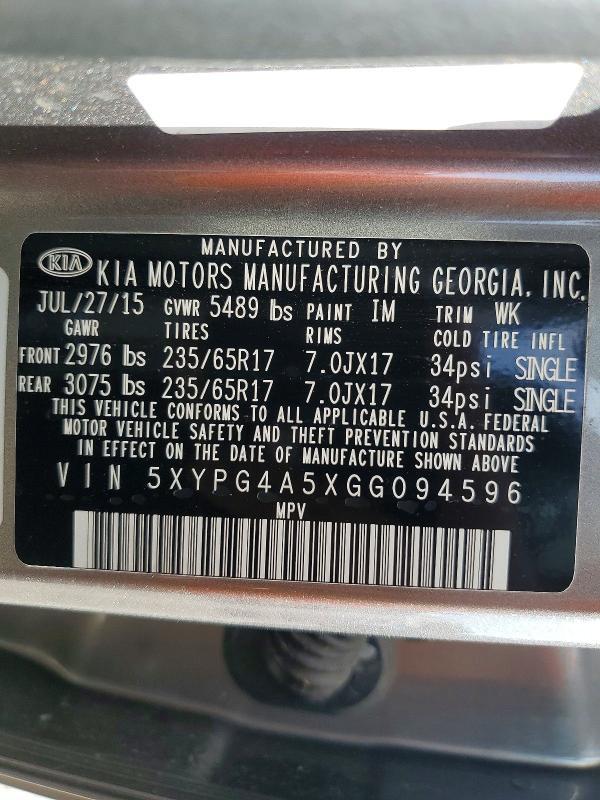 MANUFACTURED BY
KIA KIA MOTORS MANUFACTURING GEORGIA, INC.
JUL/27/15 GVWR 5489 lbs PAINT IM TRIM WK
GAWR TIRES RIMS COLD TIRE INFL
FRONT 2976 lbs 235/65R17 7.0JX17 34psi SINGLE
REAR 3075 lbs 235/65R17 7.0JX17 34psi SINGLE
THIS VEHICLE CONFORMS TO ALL APPLICABLE U.S.A. FEDERAL
MOTOR VEHICLE SAFETY AND THEFT PREVENTION STANDARDS
IN EFFECT ON THE DATE OF MANUFACTURE SHOWN ABOVE
VIN 5XYPG4A5XGG094596
MPV